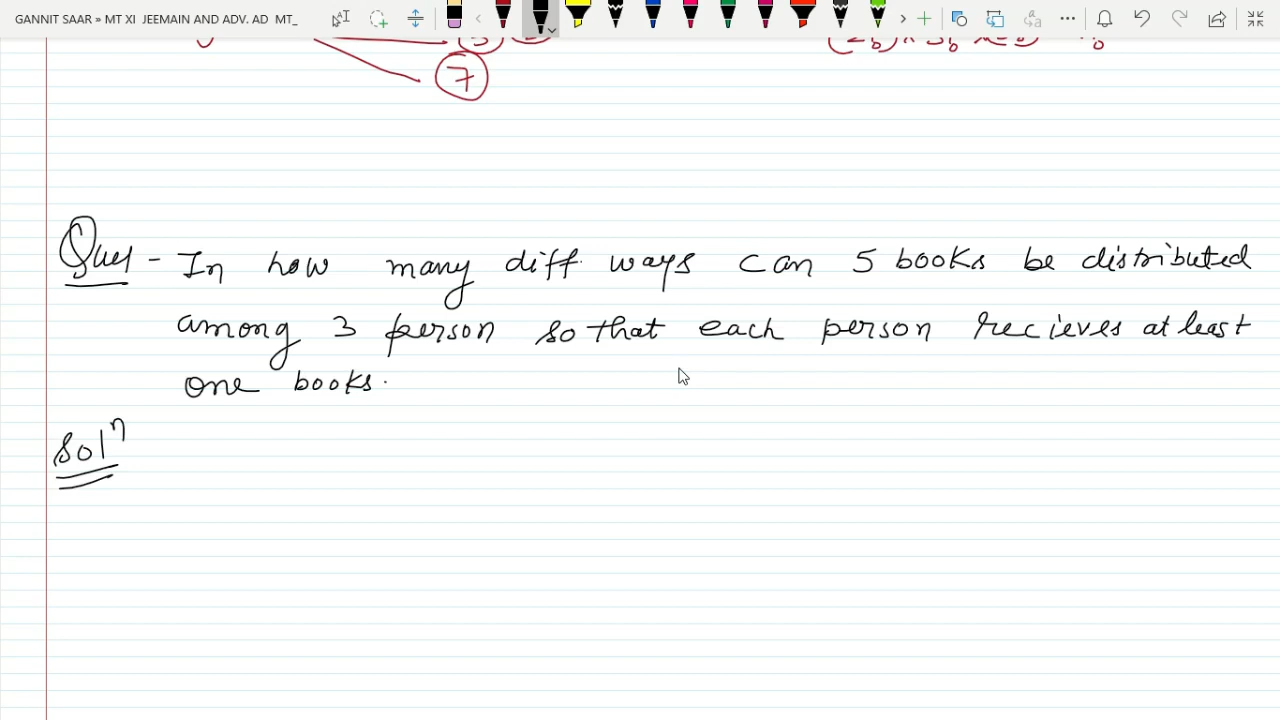 GANNIT SAAR » MT XI JEEMAIN AND ADV. AD MT_
7
Ques - In how many diff. ways can 5 books be distributed
among 3 person so that each person recieves at least
one books.
Solⁿ